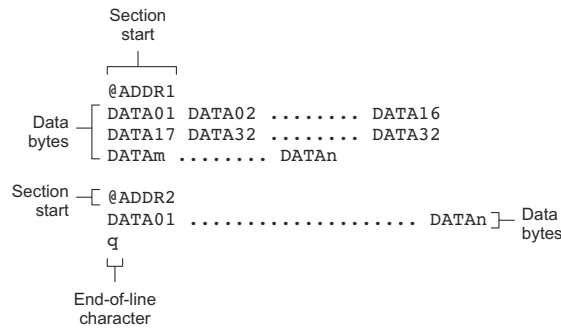 Section
start
@ADDR1
Data
bytes
DATA01 DATA02 ........ DATA16
DATA17 DATA32 ........ DATA32
DATAm ........ DATAn
Section
start
@ADDR2
DATA01 ..................... DATAn
Data
bytes
q
End-of-line
character